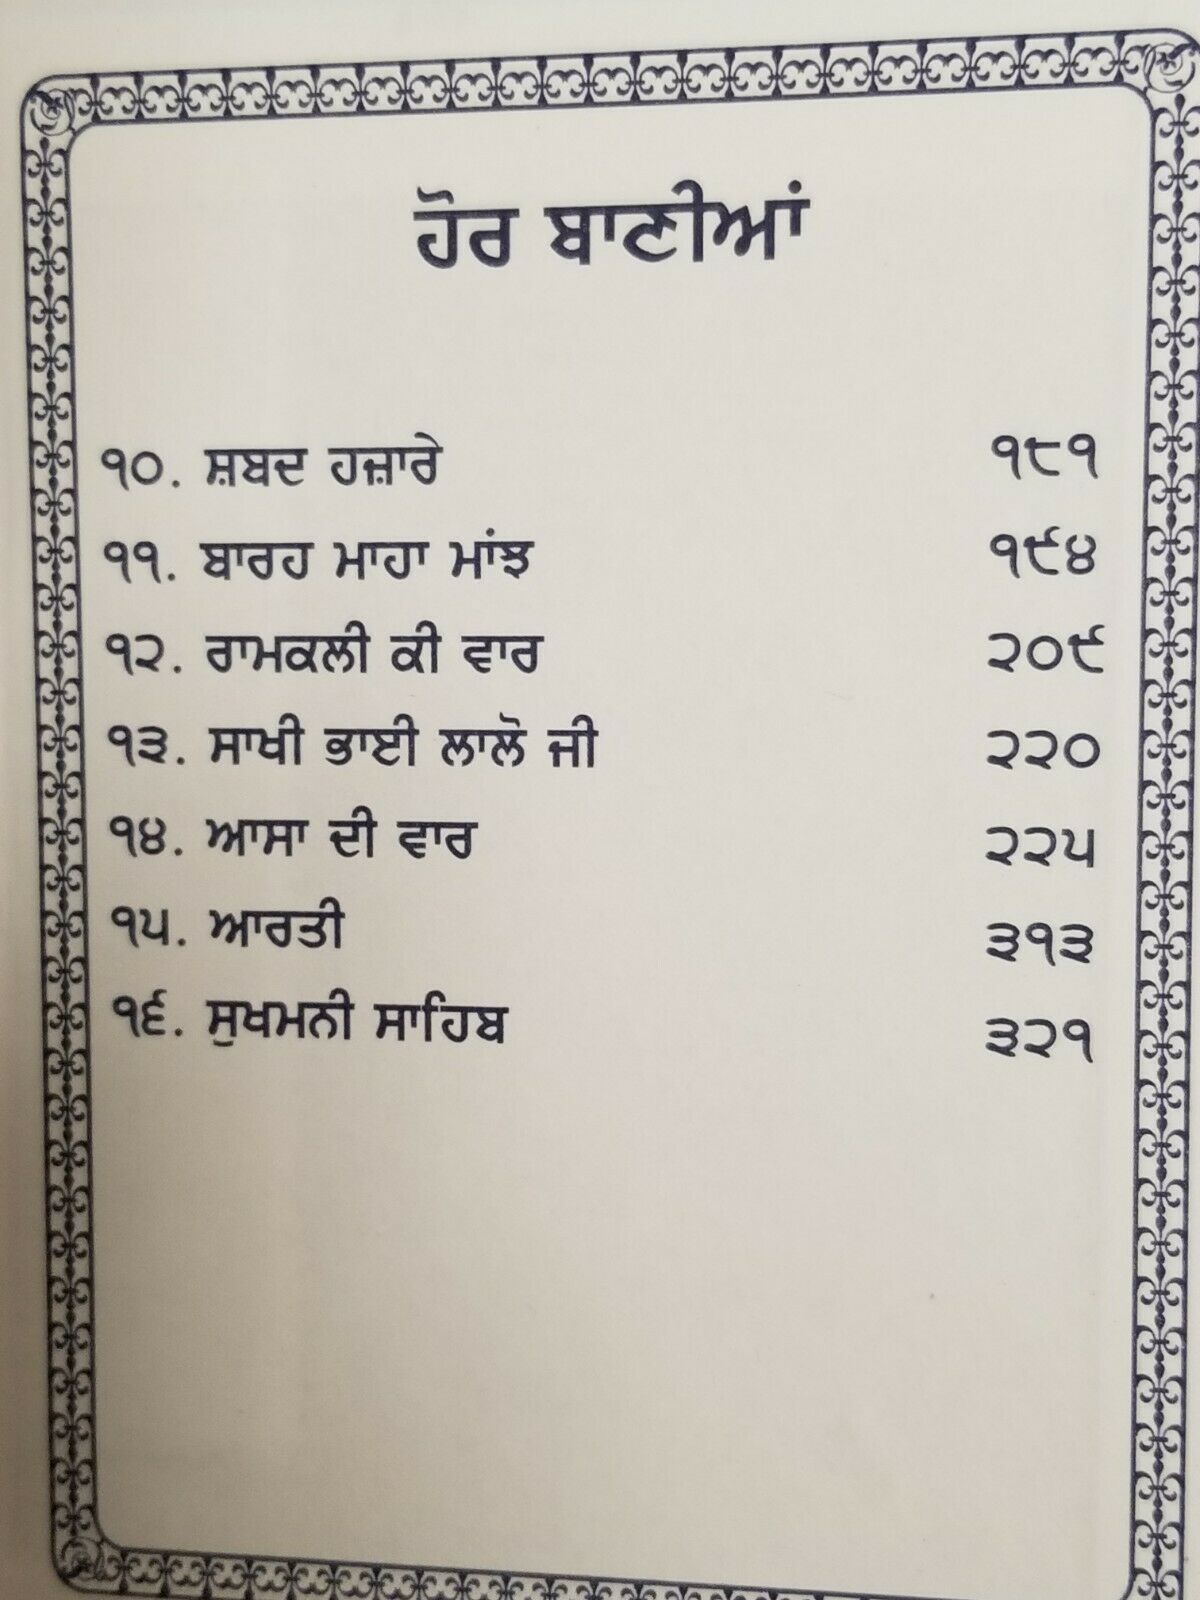 ਹੋਰ ਬਾਣੀਆਂ
੧੦. ਸ਼ਬਦ ਹਜ਼ਾਰੇ ੧੮੧
੧੧. ਬਾਰਹ ਮਾਹਾ ਮਾਂਝ ੧੯੪
੧੨. ਰਾਮਕਲੀ ਕੀ ਵਾਰ ੨੦੯
੧੩. ਸਾਖੀ ਭਾਈ ਲਾਲੋ ਜੀ ੨੨੦
੧੪. ਆਸਾ ਦੀ ਵਾਰ ੨੨੫
੧੫. ਆਰਤੀ ੩੧੩
੧੬. ਸੁਖਮਨੀ ਸਾਹਿਬ ੩੨੧